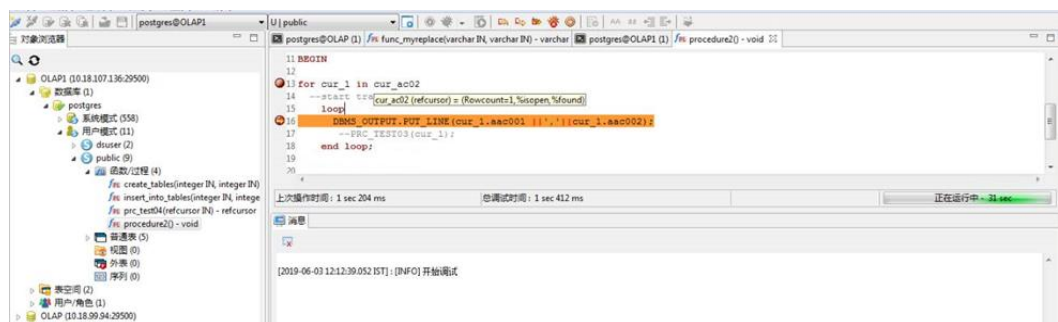 postgres@OLAP1
U| public
对象浏览器
postgres@OLAP (1)
func_myreplace(varchar IN, varchar IN) - varchar
postgres@OLAP1 (1)
procedure2() - void
OLAP1 (10.18.107.136:29500)
数据库 (1)
postgres
系统模式 (558)
用户模式 (11)
dsuser (2)
public (9)
函数/过程 (4)
create_tables(integer IN, integer IN)
insert_into_tables(integer IN, intege
prc_test04(refcursor IN) - refcursor
procedure2() - void
普通表 (5)
视图 (0)
外表 (0)
序列 (0)
表空间 (2)
用户/角色 (1)
OLAP (10.18.99.94:29500)
11 BEGIN
12
13 for cur_1 in cur_ac02
14 --start tra
cur_ac02 (refcursor) = (Rowcount=1,%isopen,%found)
15 loop
16 DBMS_OUTPUT.PUT_LINE(cur_1.aac001 ||','||cur_1.aac002);
17 --PRC_TEST03(cur_1);
18 end loop;
19
20
上次操作时间: 1 sec 204 ms
总调试时间: 1 sec 412 ms
正在运行中 - 31 sec
消息
[2019-06-03 12:12:39.052 IST] : [INFO] 开始调试